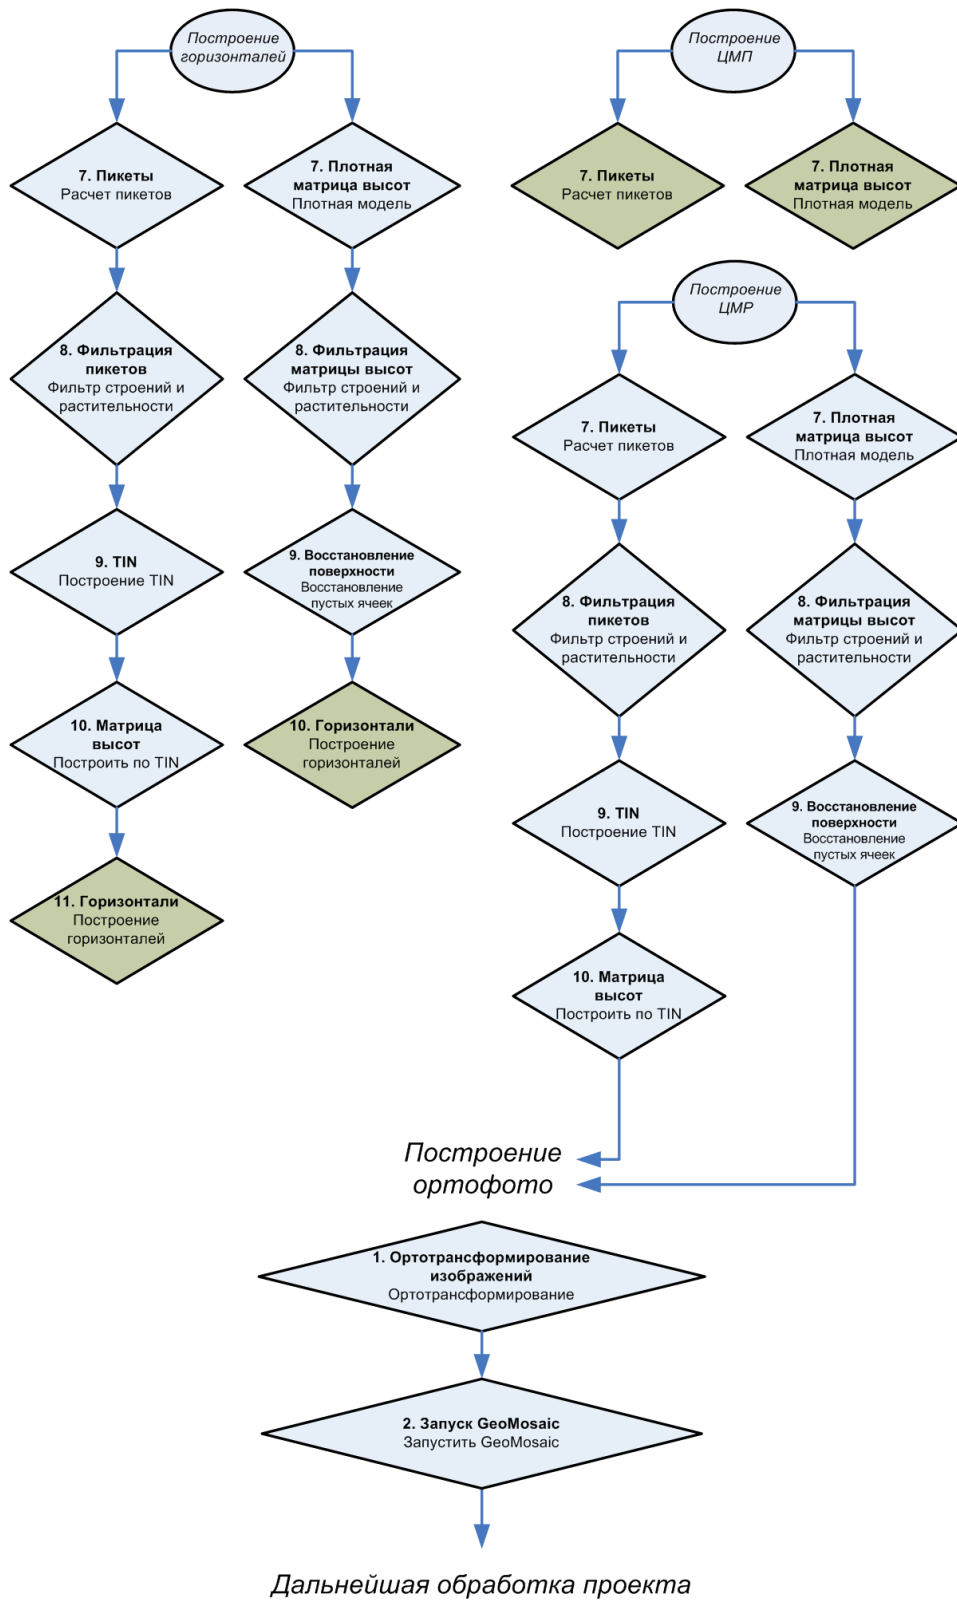 Построение
горизонталей
7. Пикеты
Расчет пикетов
8. Фильтрация
пикетов
Фильтр строений и
растительности
9. TIN
Построение TIN
10. Матрица
высот
Построить по TIN
11. Горизонтали
Построение
горизонталей
7. Плотная
матрица высот
Плотная модель
8. Фильтрация
матрицы высот
Фильтр строений и
растительности
9. Восстановление
поверхности
Восстановление
пустых ячеек
10. Горизонтали
Построение
горизонталей
Построение
ЦМП
7. Пикеты
Расчет пикетов
7. Плотная
матрица высот
Плотная модель
Построение
ЦМР
7. Пикеты
Расчет пикетов
8. Фильтрация
пикетов
Фильтр строений и
растительности
9. TIN
Построение TIN
10. Матрица
высот
Построить по TIN
7. Плотная
матрица высот
Плотная модель
8. Фильтрация
матрицы высот
Фильтр строений и
растительности
9. Восстановление
поверхности
Восстановление
пустых ячеек
Построение
ортофото
1. Ортотрансформирование
изображений
Ортотрансформирование
2. Запуск GeoMosaic
Запустить GeoMosaic
Дальнейшая обработка проекта